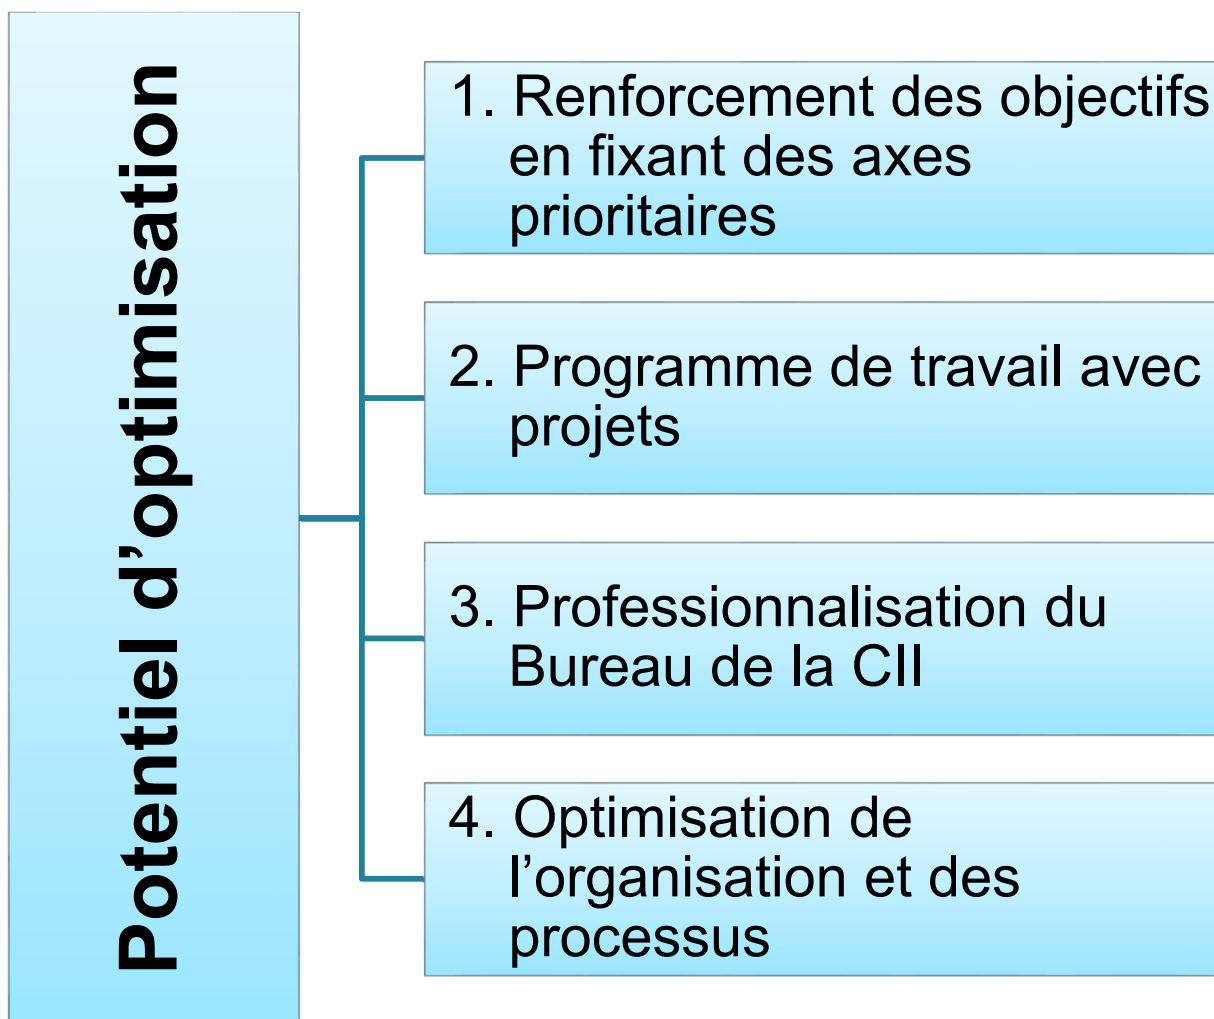 Potentiel d’optimisation
1. Renforcement des objectifs
en fixant des axes
prioritaires
2. Programme de travail avec
projets
3. Professionnalisation du
Bureau de la CII
4. Optimisation de
l’organisation et des
processus